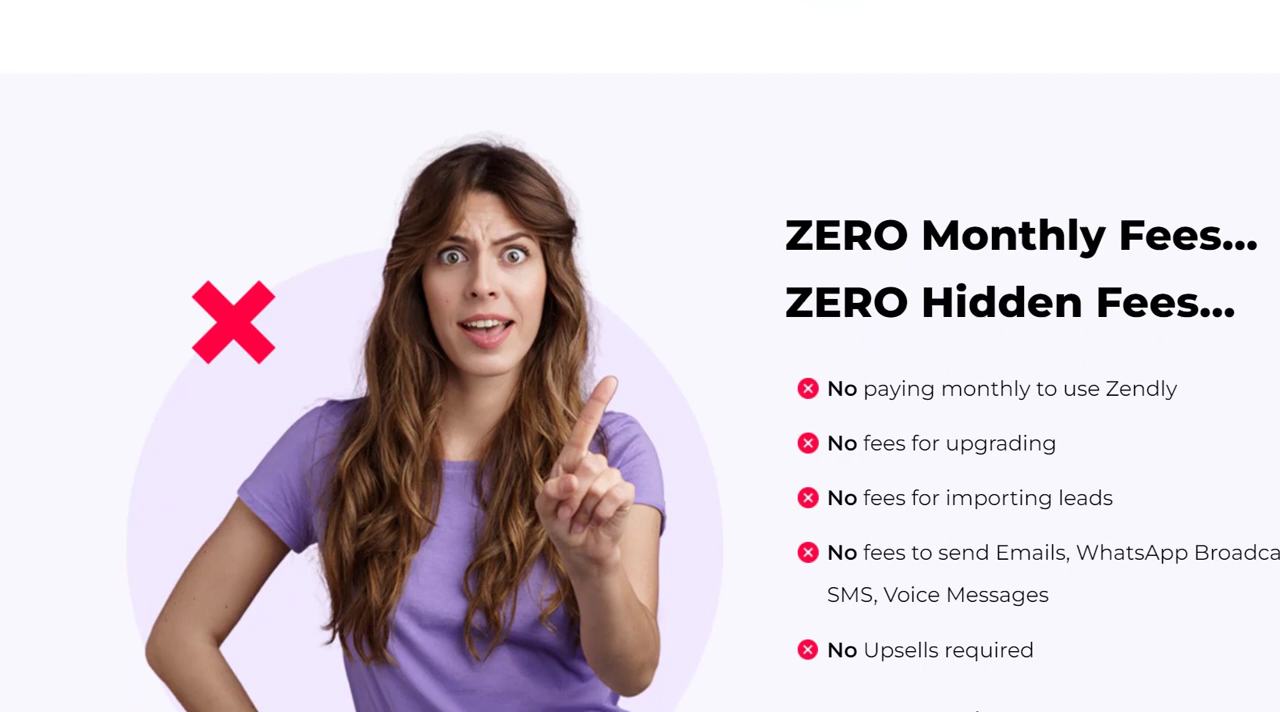 ZERO Monthly Fees...
ZERO Hidden Fees...
No paying monthly to use Zendly
No fees for upgrading
No fees for importing leads
No fees to send Emails, WhatsApp Broadca
SMS, Voice Messages
No Upsells required